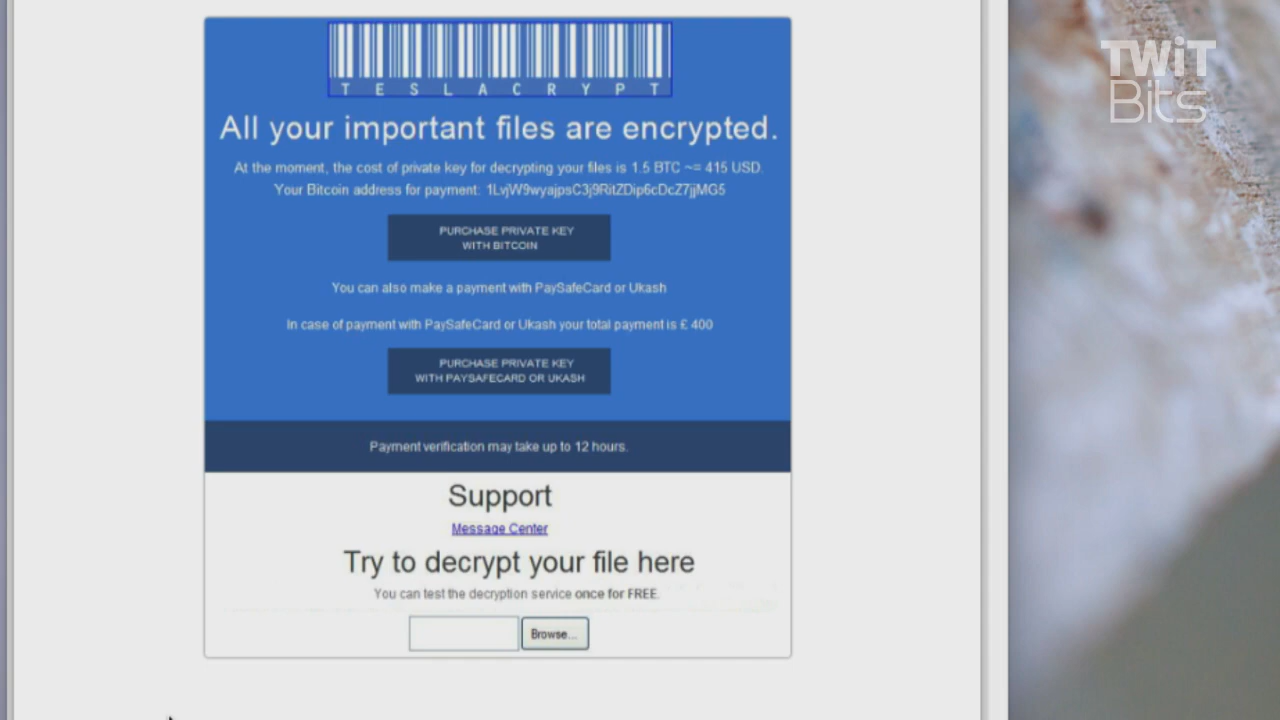 TWiT
Bits
TESLACRYPT
All your important files are encrypted.
At the moment, the cost of private key for decrypting your files is 1.5 BTC ~= 415 USD.
Your Bitcoin address for payment: 1LvjW9wyajpsC3j9RitZDip6cDcZ7jjMG5
PURCHASE PRIVATE KEY
WITH BITCOIN
You can also make a payment with PaySafeCard or Ukash
In case of payment with PaySafeCard or Ukash your total payment is £ 400
PURCHASE PRIVATE KEY
WITH PAYSAFECARD OR UKASH
Payment verification may take up to 12 hours.
Support
Message Center
Try to decrypt your file here
You can test the decryption service once for FREE.
Browse...